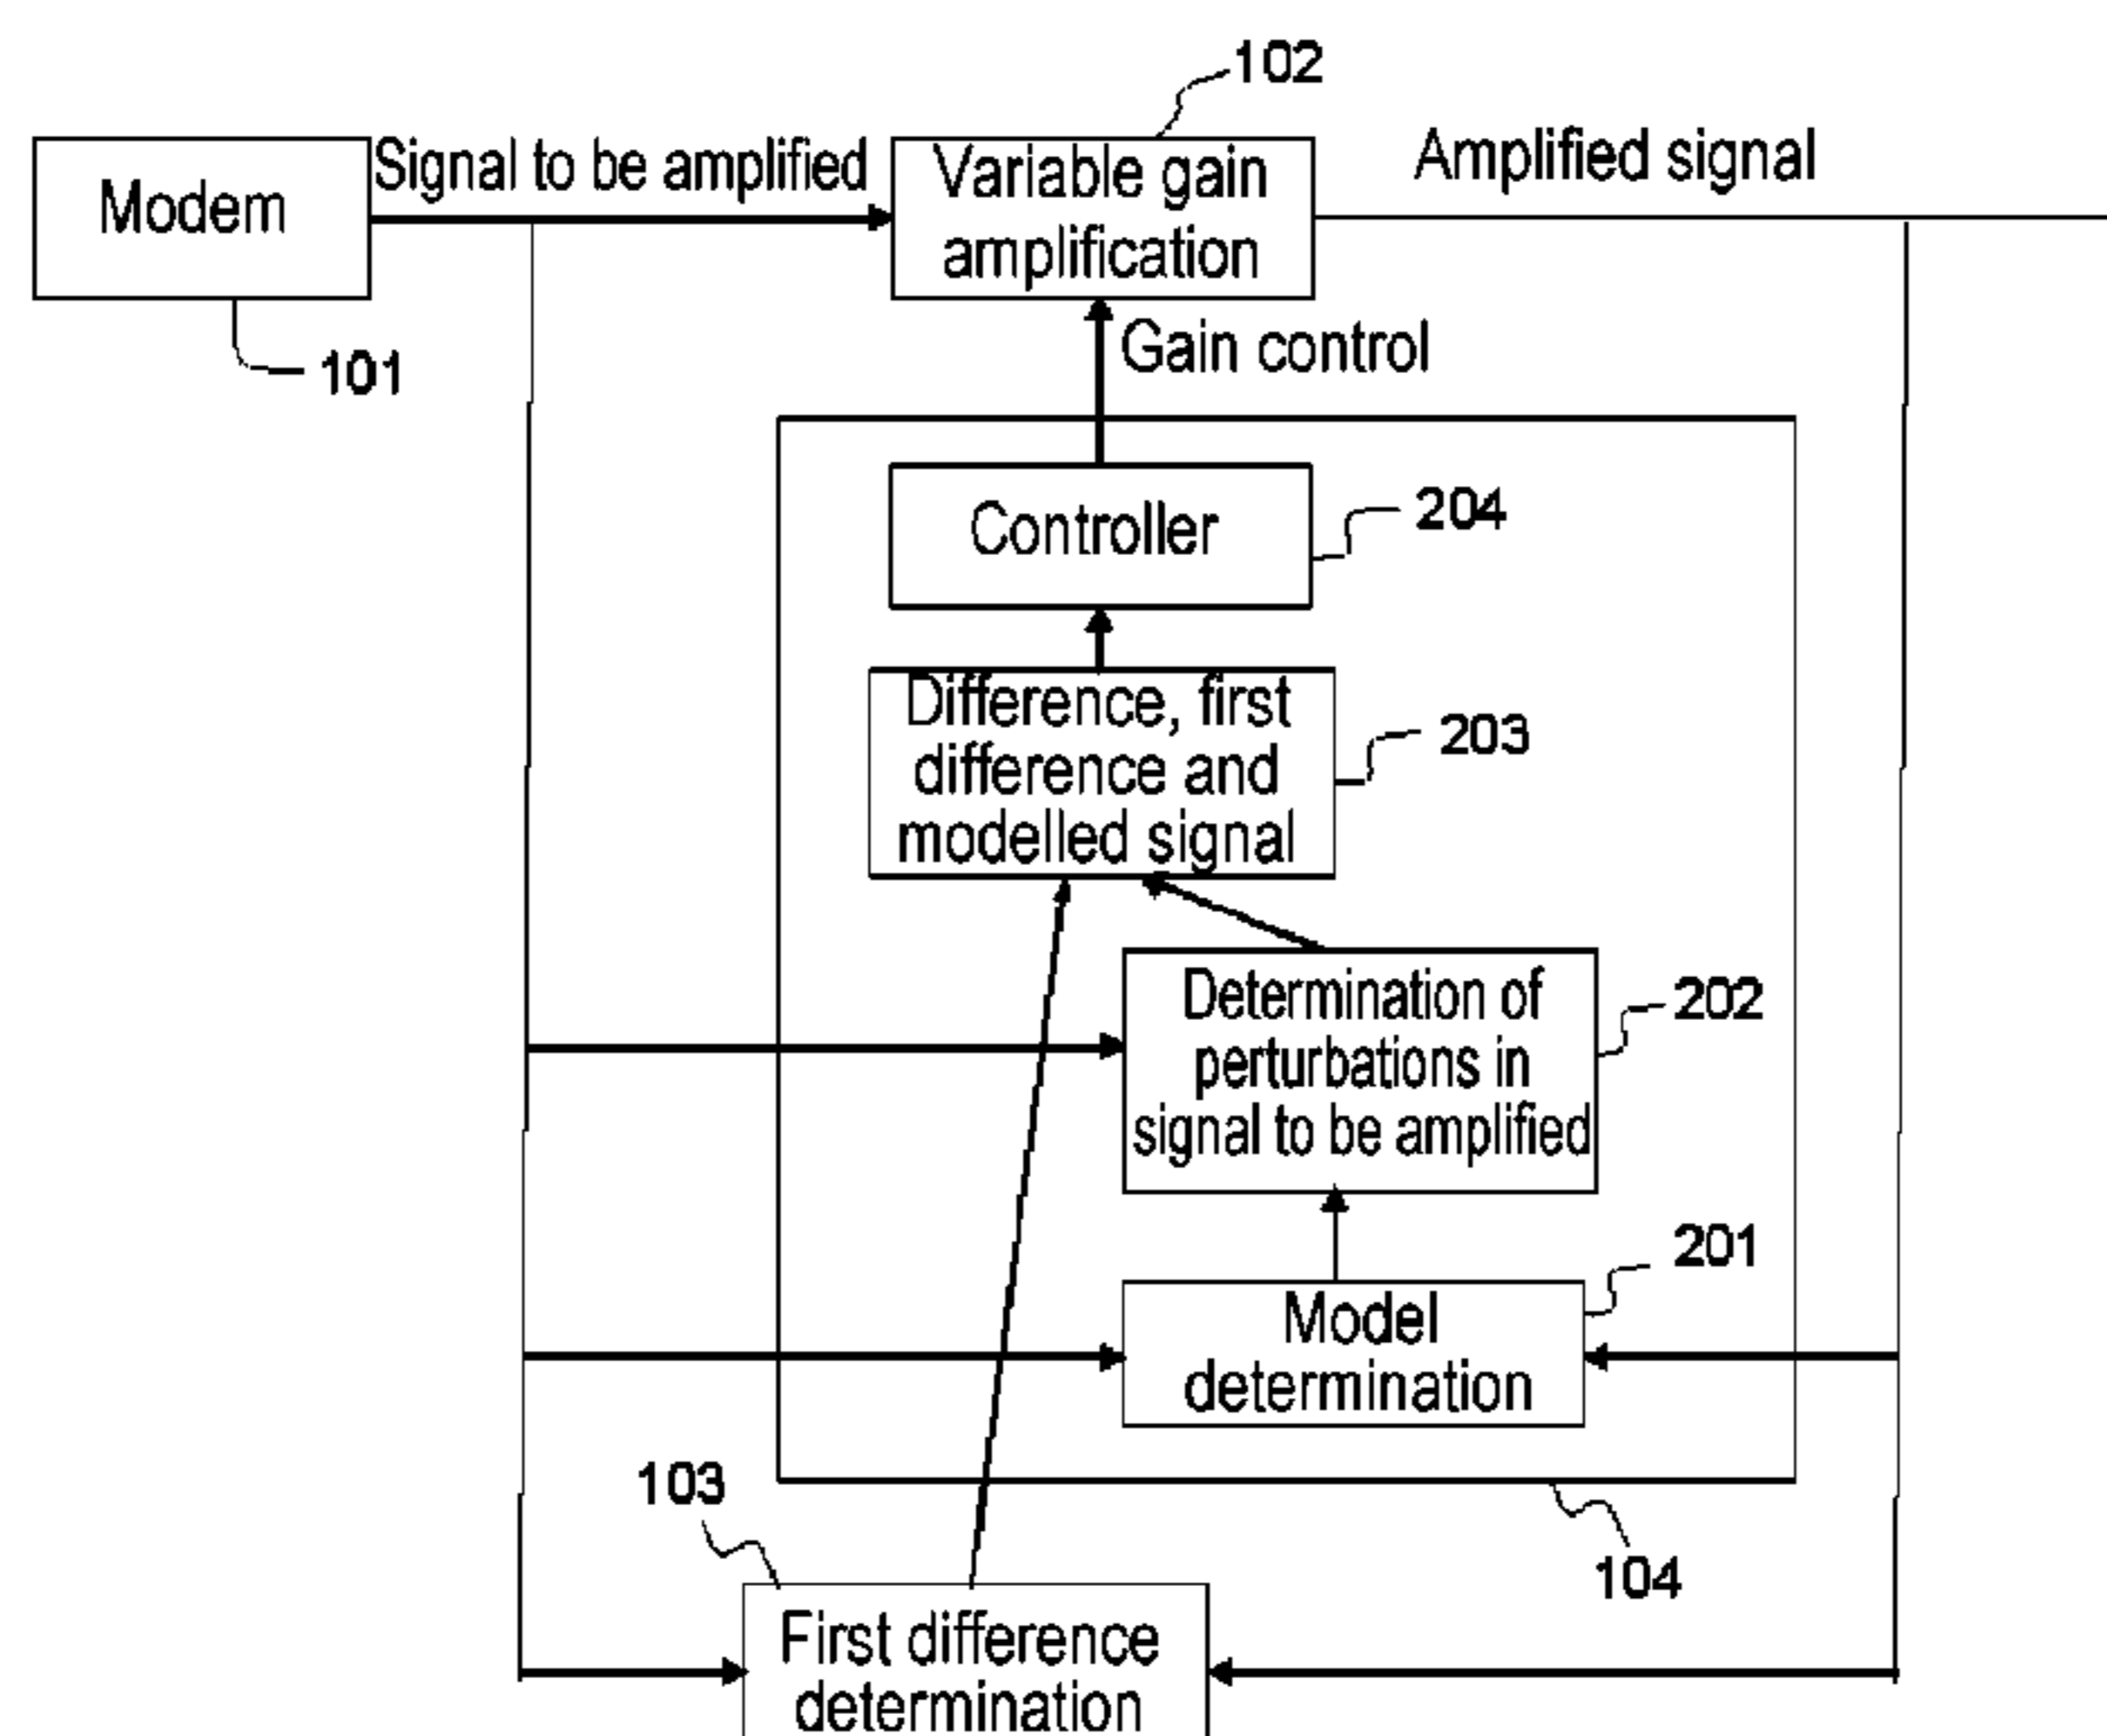 102
Modem
Signal to be amplified
Variable gain
amplification
Amplified signal
101
Gain control
Controller
204
Difference, first
difference and
modelled signal
203
Determination of
perturbations in
signal to be amplified
202
201
Model
determination
103
104
First difference
determination